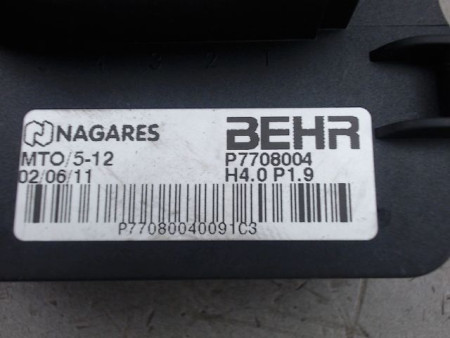 NAGARES BEHR
MTO/5-12 P7708004
02/06/11 H4.0 P1.9
P77080040091C3